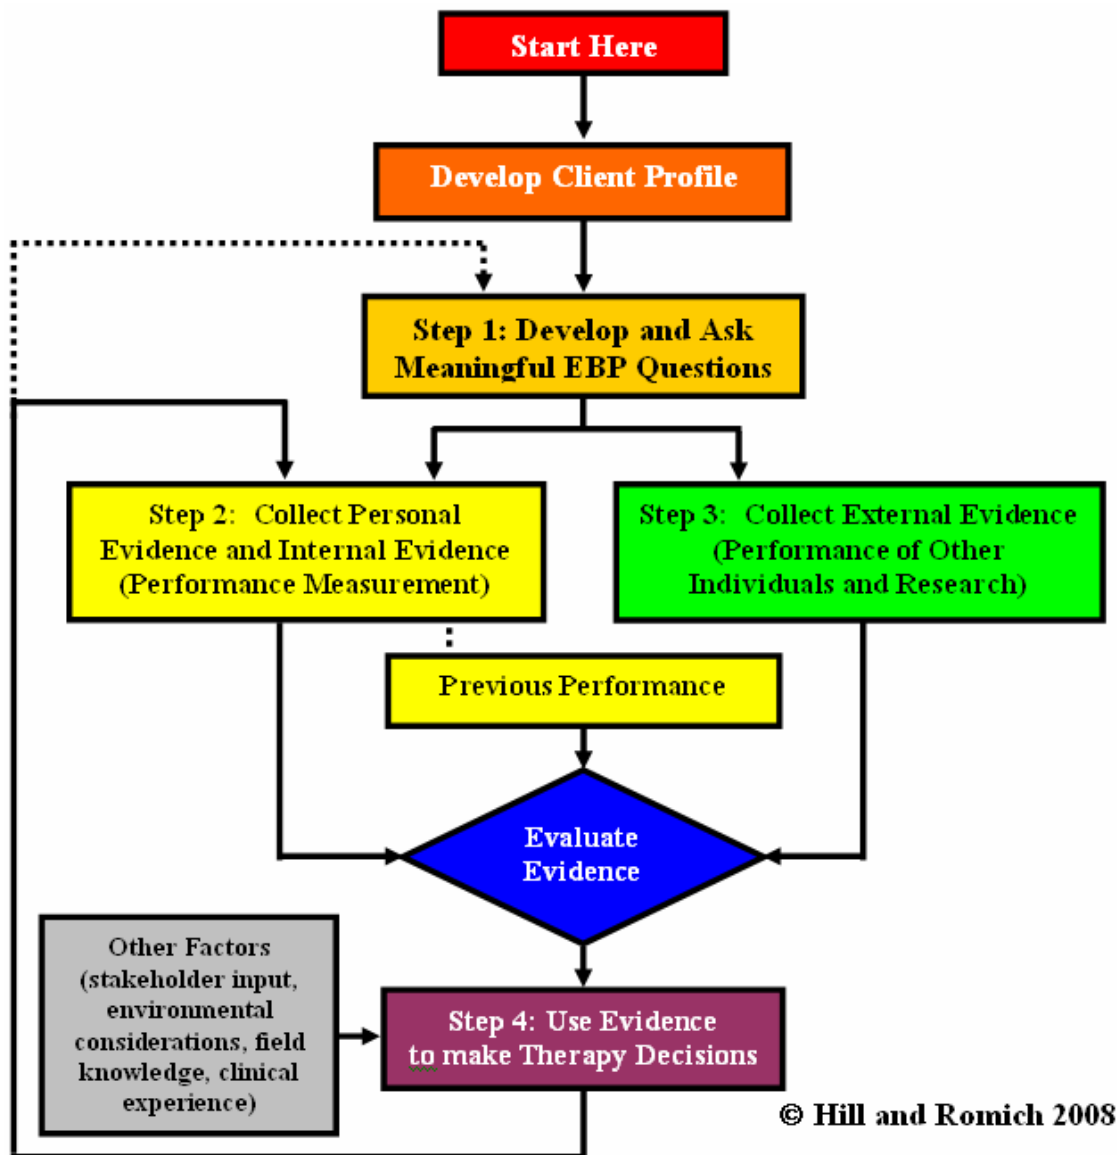 Start Here
Develop Client Profile
Step 1: Develop and Ask
Meaningful EBP Questions
Step 2: Collect Personal
Evidence and Internal Evidence
(Performance Measurement)
Step 3: Collect External Evidence
(Performance of Other
Individuals and Research)
Previous Performance
Evaluate
Evidence
Other Factors
(stakeholder input,
environmental
considerations, field
knowledge, clinical
experience)
Step 4: Use Evidence
to make Therapy Decisions
© Hill and Romich 2008